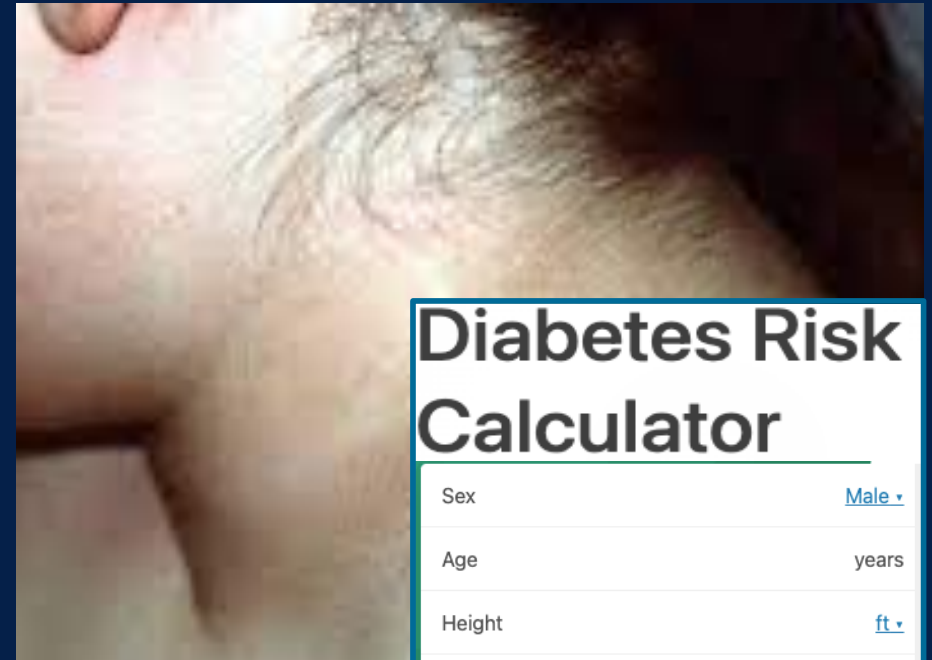 Diabetes Risk
Calculator
Sex Male ▾
Age years
Height ft ▾